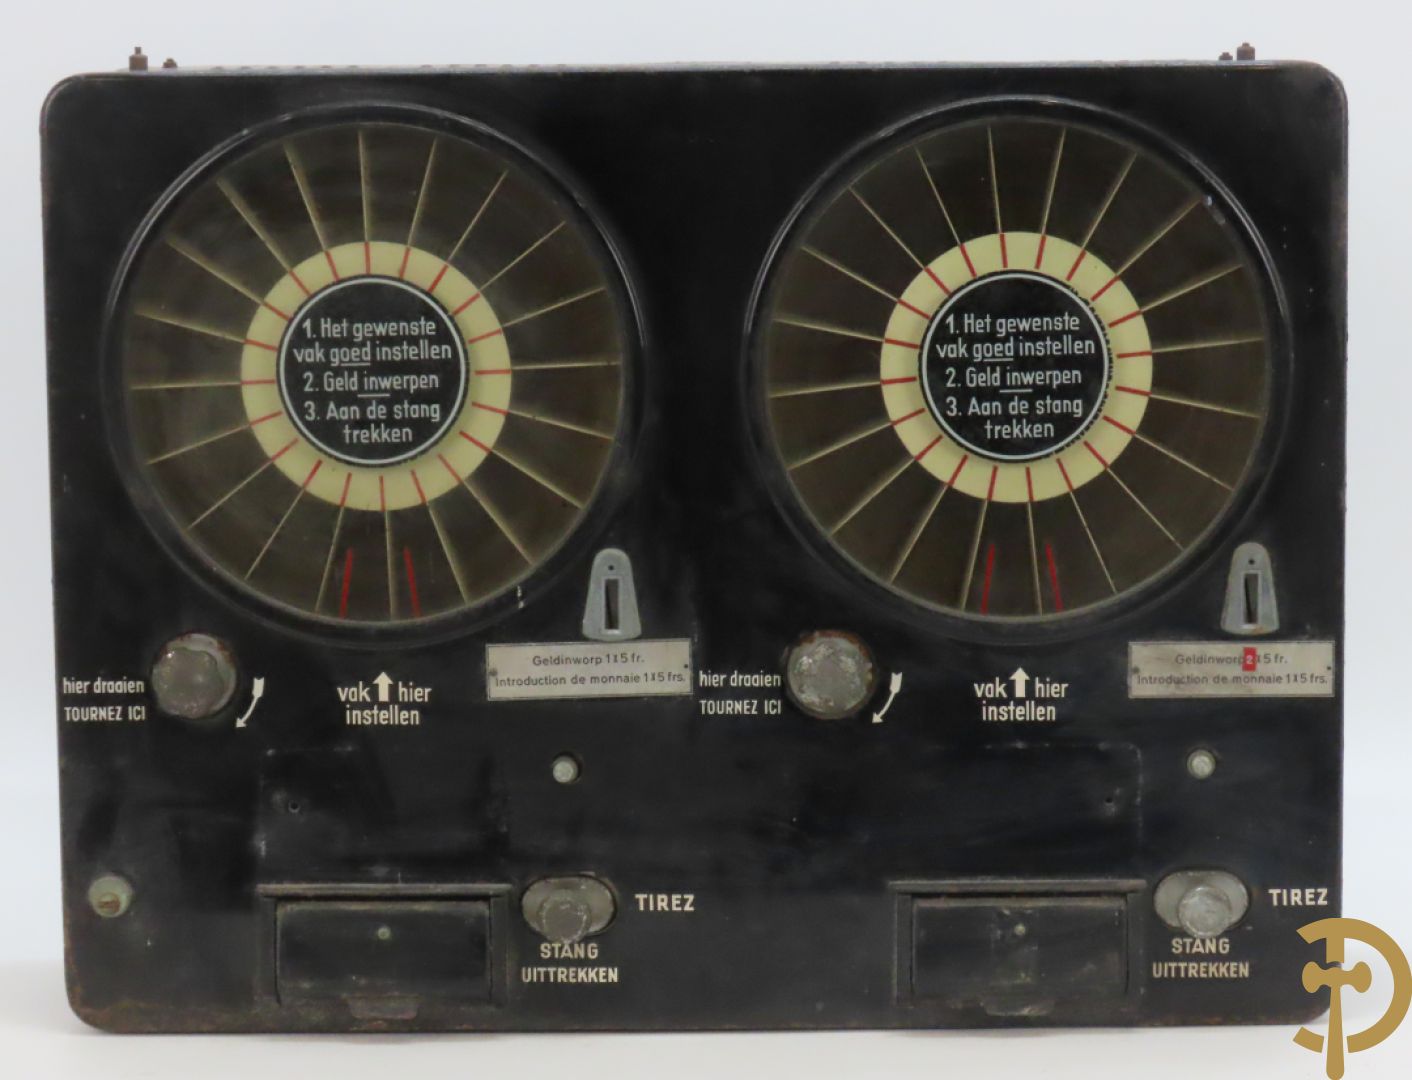 1. Het gewenste
vak goed instellen
2. Geld inwerpen
3. Aan de stang
trekken
1. Het gewenste
vak goed instellen
2. Geld inwerpen
3. Aan de stang
trekken
Geldinworp 1x5 fr.
Introduction de monnaie 1x5 frs.
Geldinworp 2x5 fr.
Introduction de monnaie 1x5 frs.
hier draaien
TOURNEZ ICI
vak hier
instellen
hier draaien
TOURNEZ ICI
vak hier
instellen
TIREZ
STANG
UITTREKKEN
TIREZ
STANG
UITTREKKEN